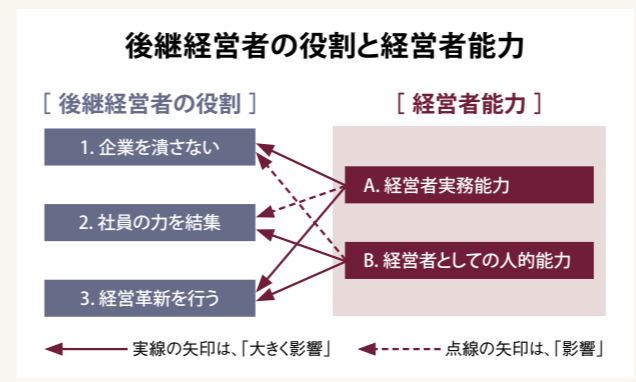 後継経営者の役割と経営者能力
［ 後継経営者の役割 ］
［ 経営者能力 ］
1. 企業を潰さない
A. 経営者実務能力
2. 社員の力を結集
B. 経営者としての人的能力
3. 経営革新を行う
実線の矢印は、「大きく影響」
点線の矢印は、「影響」